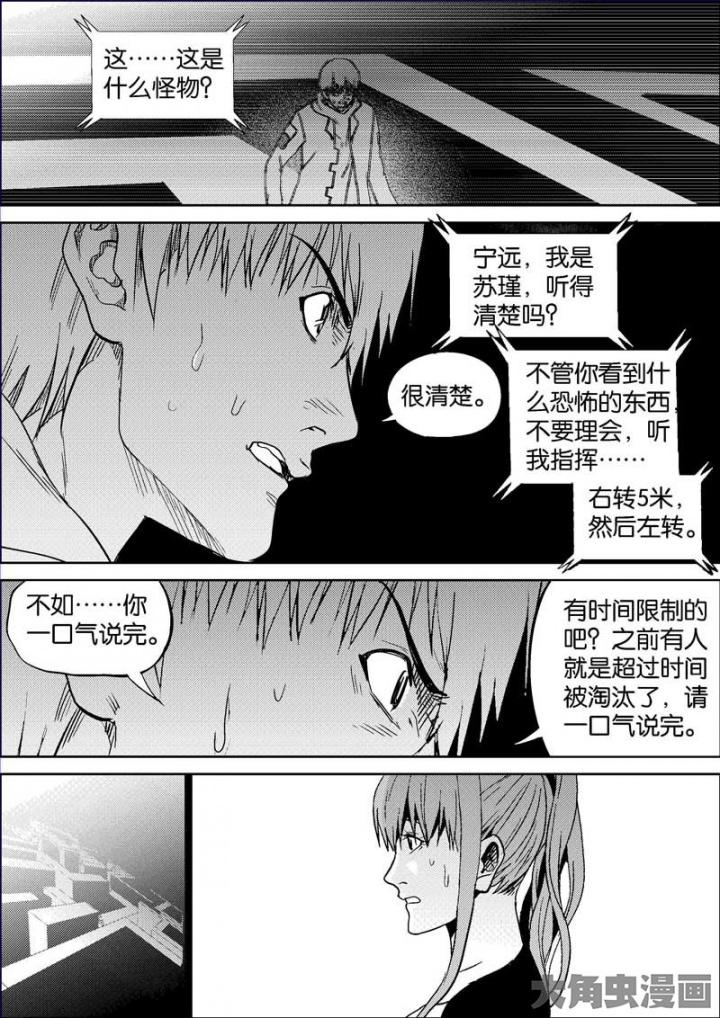 这……这是
什么怪物？
宁远，我是
苏瑾，听得
清楚吗？
很清楚。
不管你看到什
么恐怖的东西，
不要理会，听
我指挥……
右转5米，
然后左转。
不如……你
一口气说完。
有时间限制的
吧？之前有人
就是超过时间
被淘汰了，请
一口气说完。
大角虫漫画